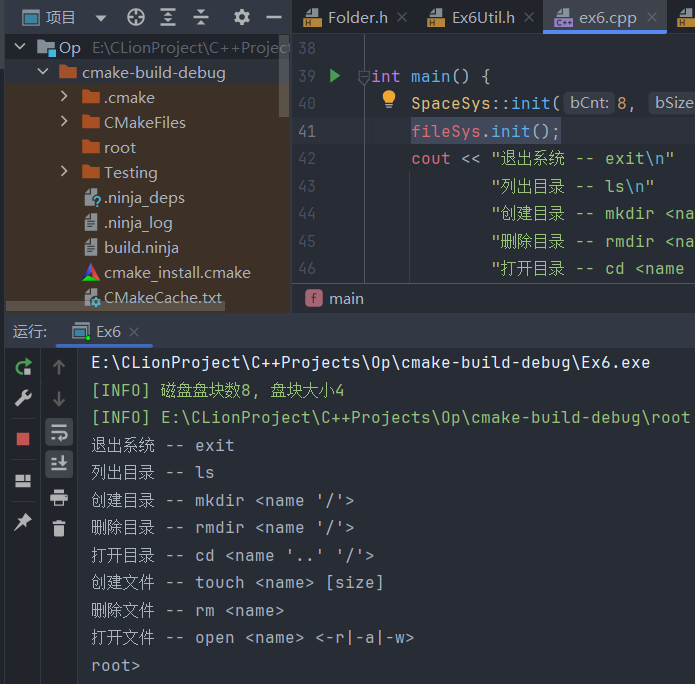 项目
Folder.h
Ex6Util.h
ex6.cpp
Op E:\CLionProject\C++Project
cmake-build-debug
.cmake
CMakeFiles
root
Testing
.ninja_deps
.ninja_log
build.ninja
cmake_install.cmake
CMakeCache.txt
38
39 int main() {
40 SpaceSys::init( bCnt: 8, bSize
41 fileSys.init();
42 cout << "退出系统 -- exit\n"
43 "列出目录 -- ls\n"
44 "创建目录 -- mkdir <na
45 "删除目录 -- rmdir <na
46 "打开目录 -- cd <name
f main
运行: Ex6
E:\CLionProject\C++Projects\Op\cmake-build-debug\Ex6.exe
[INFO] 磁盘盘块数8, 盘块大小4
[INFO] E:\CLionProject\C++Projects\Op\cmake-build-debug\root
退出系统 -- exit
列出目录 -- ls
创建目录 -- mkdir <name '/'>
删除目录 -- rmdir <name '/'>
打开目录 -- cd <name '..' '/'>
创建文件 -- touch <name> [size]
删除文件 -- rm <name>
打开文件 -- open <name> <-r|-a|-w>
root>